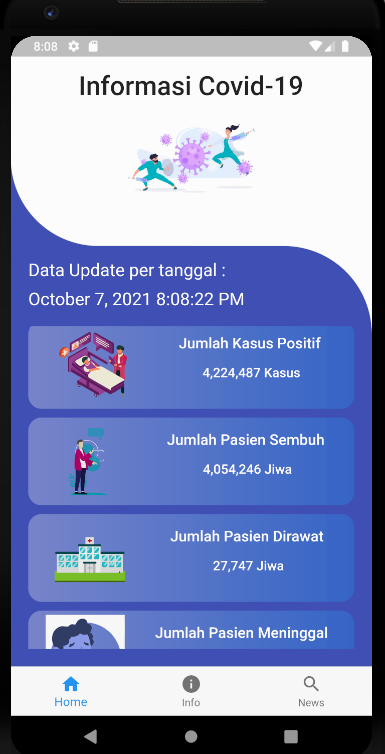 8:08
Informasi Covid-19
Data Update per tanggal :
October 7, 2021 8:08:22 PM
Jumlah Kasus Positif
4,224,487 Kasus
Jumlah Pasien Sembuh
4,054,246 Jiwa
Jumlah Pasien Dirawat
27,747 Jiwa
Jumlah Pasien Meninggal
Home
Info
News